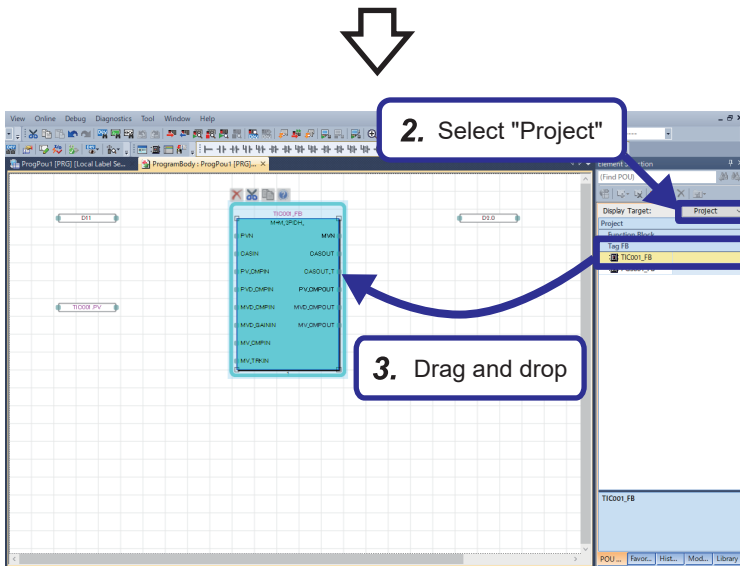 View Online Debug Diagnostics Tool Window Help
2. Select "Project"
ProgPou1 [PRG] [Local Label Se...
ProgramBody : ProgPou1 [PRG]...
Element Selection
(Find POU)
Display Target: Project
Project
Function Block
Tag FB
TIC001_FB
TIC001_FB
D11
D1.0
PVN MVN
CASIN CASOUT
PV_CMPIN CASOUT_T
PVD_CMPIN PV_CMPOUT
TIC001.PV
MVD_CMPIN MVD_CMPOUT
MVD_GAININ MV_CMPOUT
MV_CMPIN
MV_TRKIN
3. Drag and drop
TIC001_FB
POU ... Favor... Hist... Mod... Library